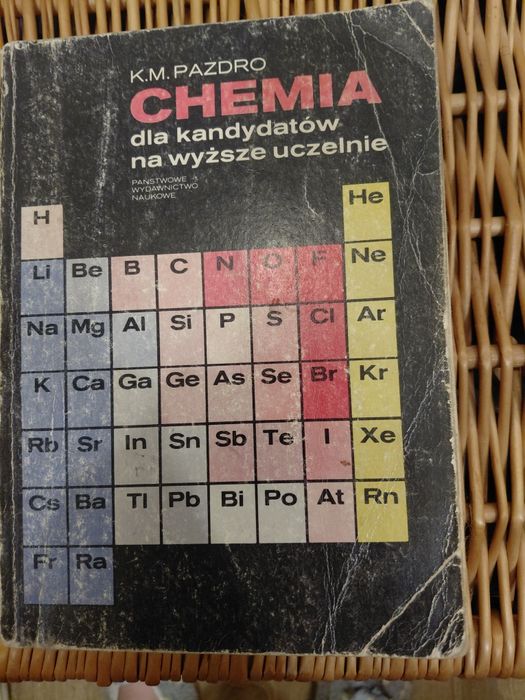 K.M. PAZDRO
CHEMIA
dla kandydatów
na wyższe uczelnie
PAŃSTWOWE
WYDAWNICTWO
NAUKOWE
H He
Li Be B C N O F Ne
Na Mg Al Si P S Cl Ar
K Ca Ga Ge As Se Br Kr
Rb Sr In Sn Sb Te I Xe
Cs Ba Tl Pb Bi Po At Rn
Fr Ra